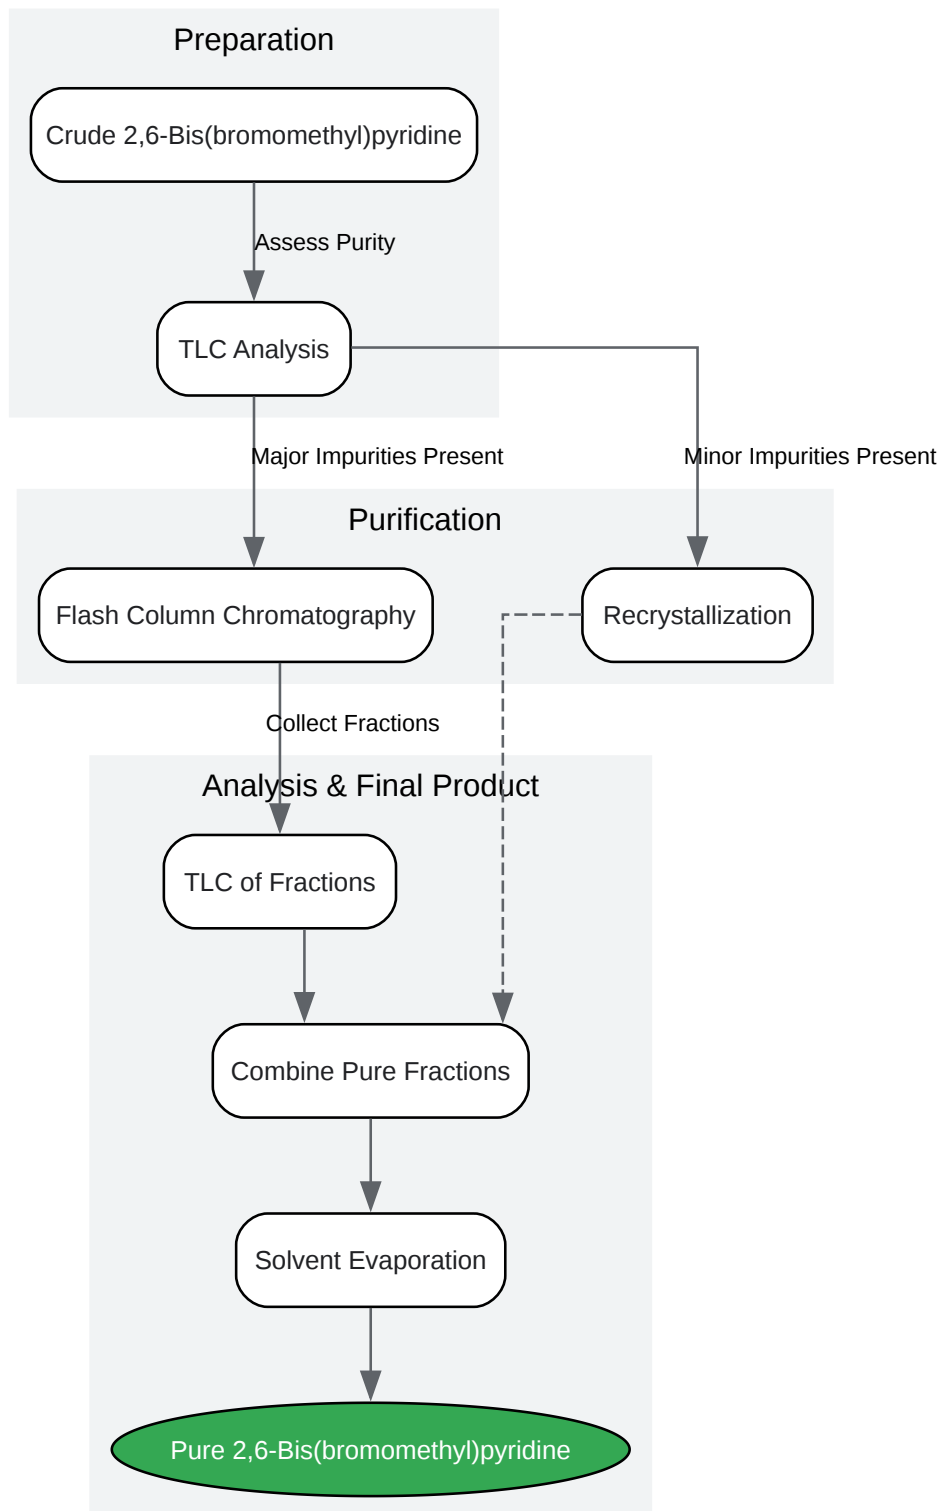 Preparation
Crude 2,6-Bis(bromomethyl)pyridine
Assess Purity
TLC Analysis
Major Impurities Present
Minor Impurities Present
Purification
Flash Column Chromatography
Recrystallization
Collect Fractions
Analysis & Final Product
TLC of Fractions
Combine Pure Fractions
Solvent Evaporation
Pure 2,6-Bis(bromomethyl)pyridine